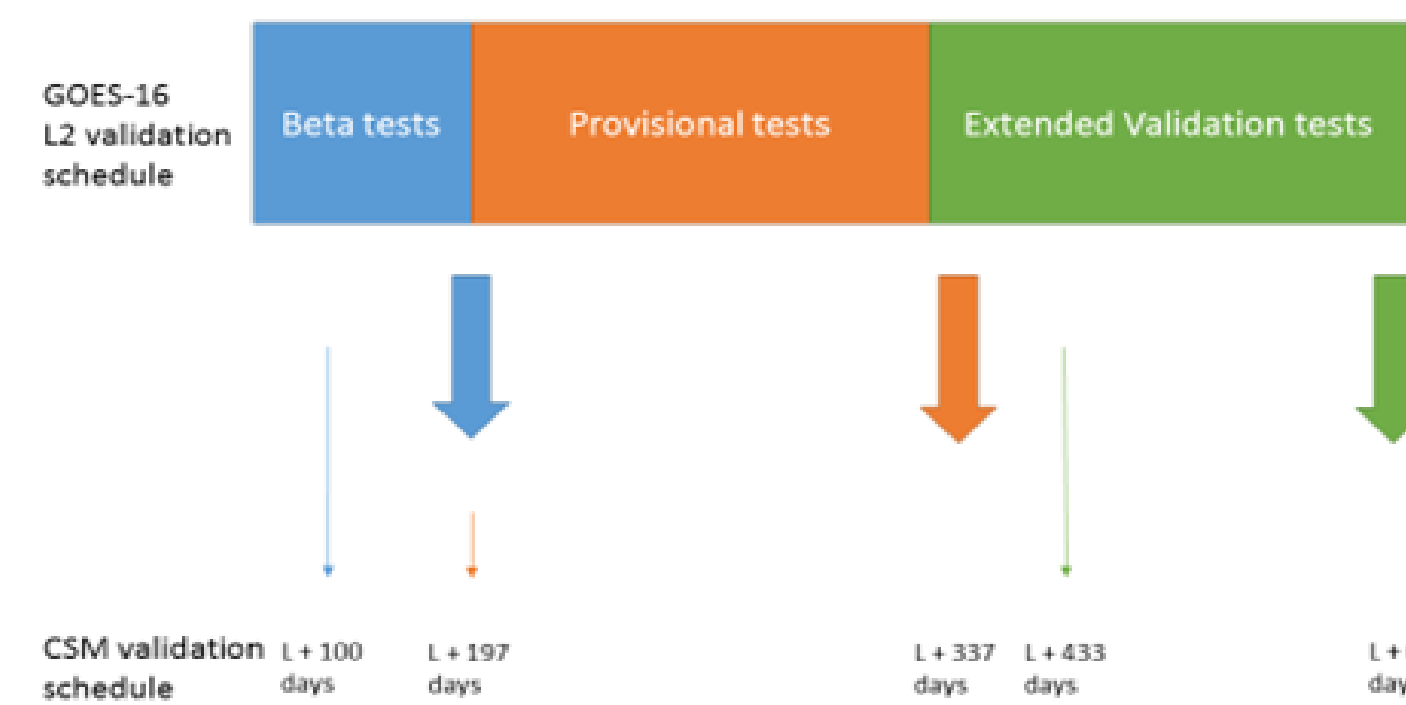 GOES-16
L2 validation
schedule
Beta tests
Provisional tests
Extended Validation tests
CSM validation
schedule
L + 100
days
L + 197
days
L + 337
days
L + 433
days
L +